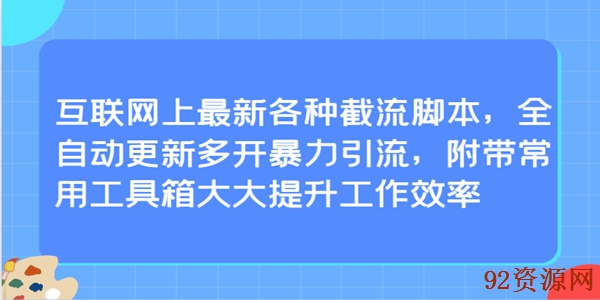 互联网上最新各种截流脚本，全
自动更新多开暴力引流，附带常
用工具箱大大提升工作效率
92资源网